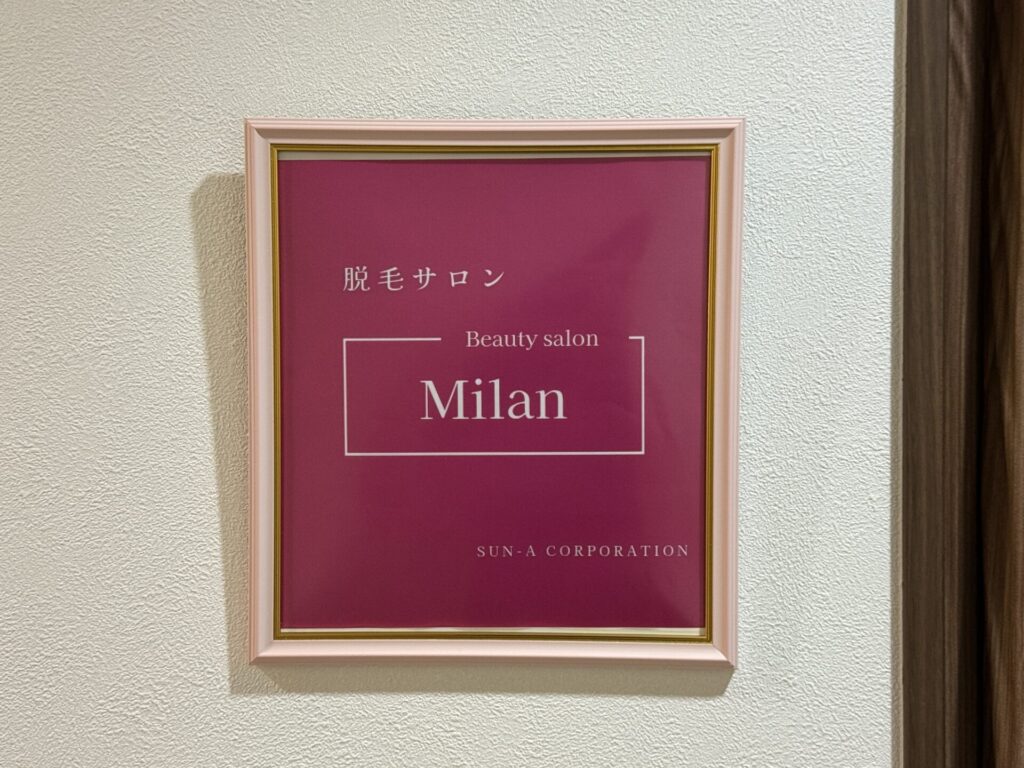 脱毛サロン
Beauty salon
Milan
SUN-A CORPORATION